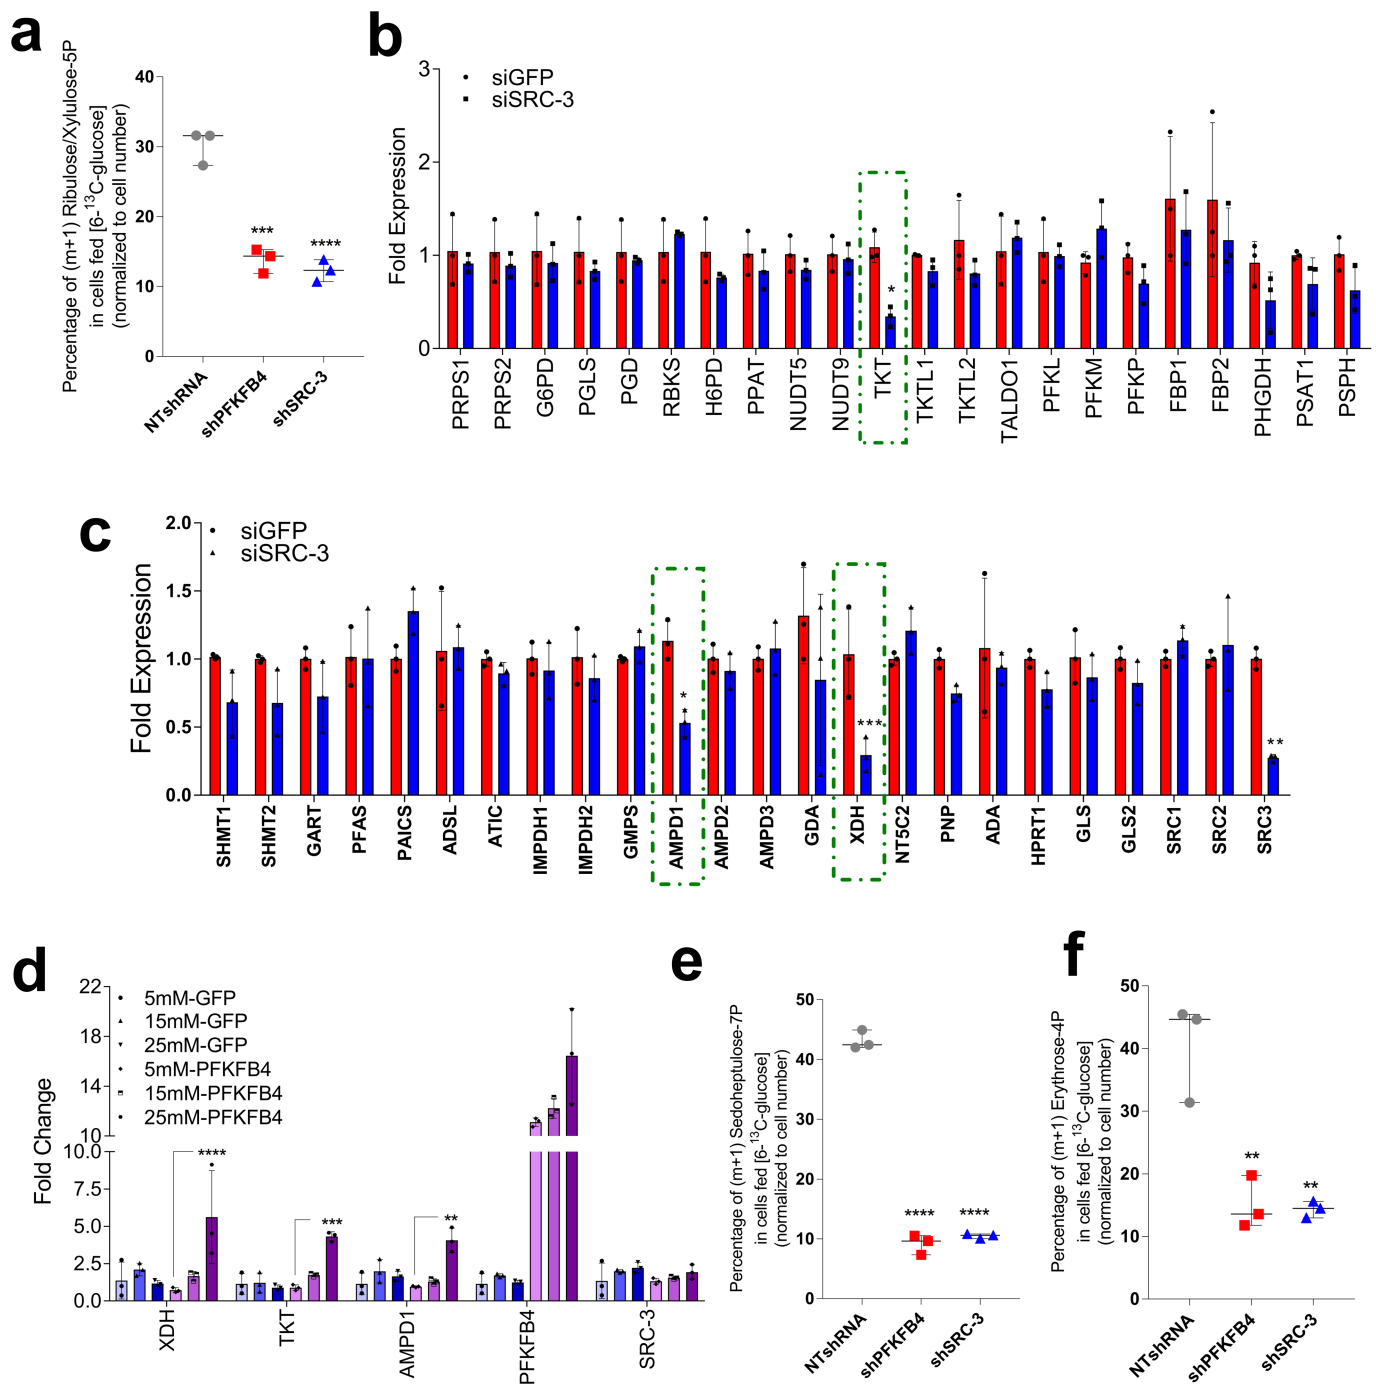 a
Percentage of (m+1) Ribulose/Xylulose-5P
in cells fed [6-¹³C-glucose]
(normalized to cell number)
40
30
20
10
0
***
****
NTshRNA
shPFKFB4
shSRC-3
b
Fold Expression
3
2
1
0
siGFP
siSRC-3
*
PRPS1
PRPS2
G6PD
PGLS
PGD
RBKS
H6PD
PPAT
NUDT5
NUDT9
TKT
TKTL1
TKTL2
TALDO1
PFKL
PFKM
PFKP
FBP1
FBP2
PHGDH
PSAT1
PSPH
c
Fold Expression
2.0
1.5
1.0
0.5
0.0
siGFP
siSRC-3
*
***
**
SHMT1
SHMT2
GART
PFAS
PAICS
ADSL
ATIC
IMPDH1
IMPDH2
GMPS
AMPD1
AMPD2
AMPD3
GDA
XDH
NT5C2
PNP
ADA
HPRT1
GLS
GLS2
SRC1
SRC2
SRC3
d
Fold Change
22
18
14
10
10.0
7.5
5.0
2.5
0.0
5mM-GFP
15mM-GFP
25mM-GFP
5mM-PFKFB4
15mM-PFKFB4
25mM-PFKFB4
****
***
**
XDH
TKT
AMPD1
PFKFB4
SRC-3
e
Percentage of (m+1) Sedoheptulose-7P
in cells fed [6-¹³C-glucose]
(normalized to cell number)
50
40
30
20
10
0
****
****
NTshRNA
shPFKFB4
shSRC-3
f
Percentage of (m+1) Erythrose-4P
in cells fed [6-¹³C-glucose]
(normalized to cell number)
50
40
30
20
10
0
**
**
NTshRNA
shPFKFB4
shSRC-3